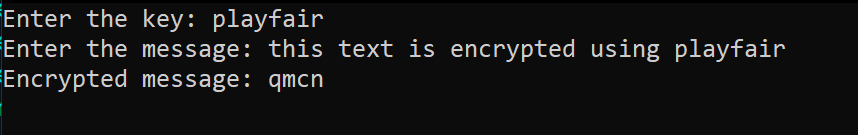 Enter the key: playfair
Enter the message: this text is encrypted using playfair
Encrypted message: qmcn